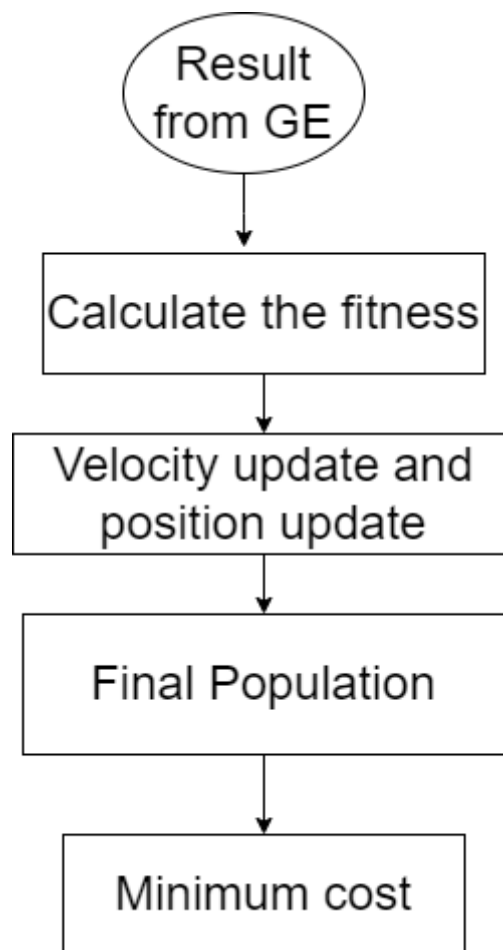 Result
from GE
Calculate the fitness
Velocity update and
position update
Final Population
Minimum cost